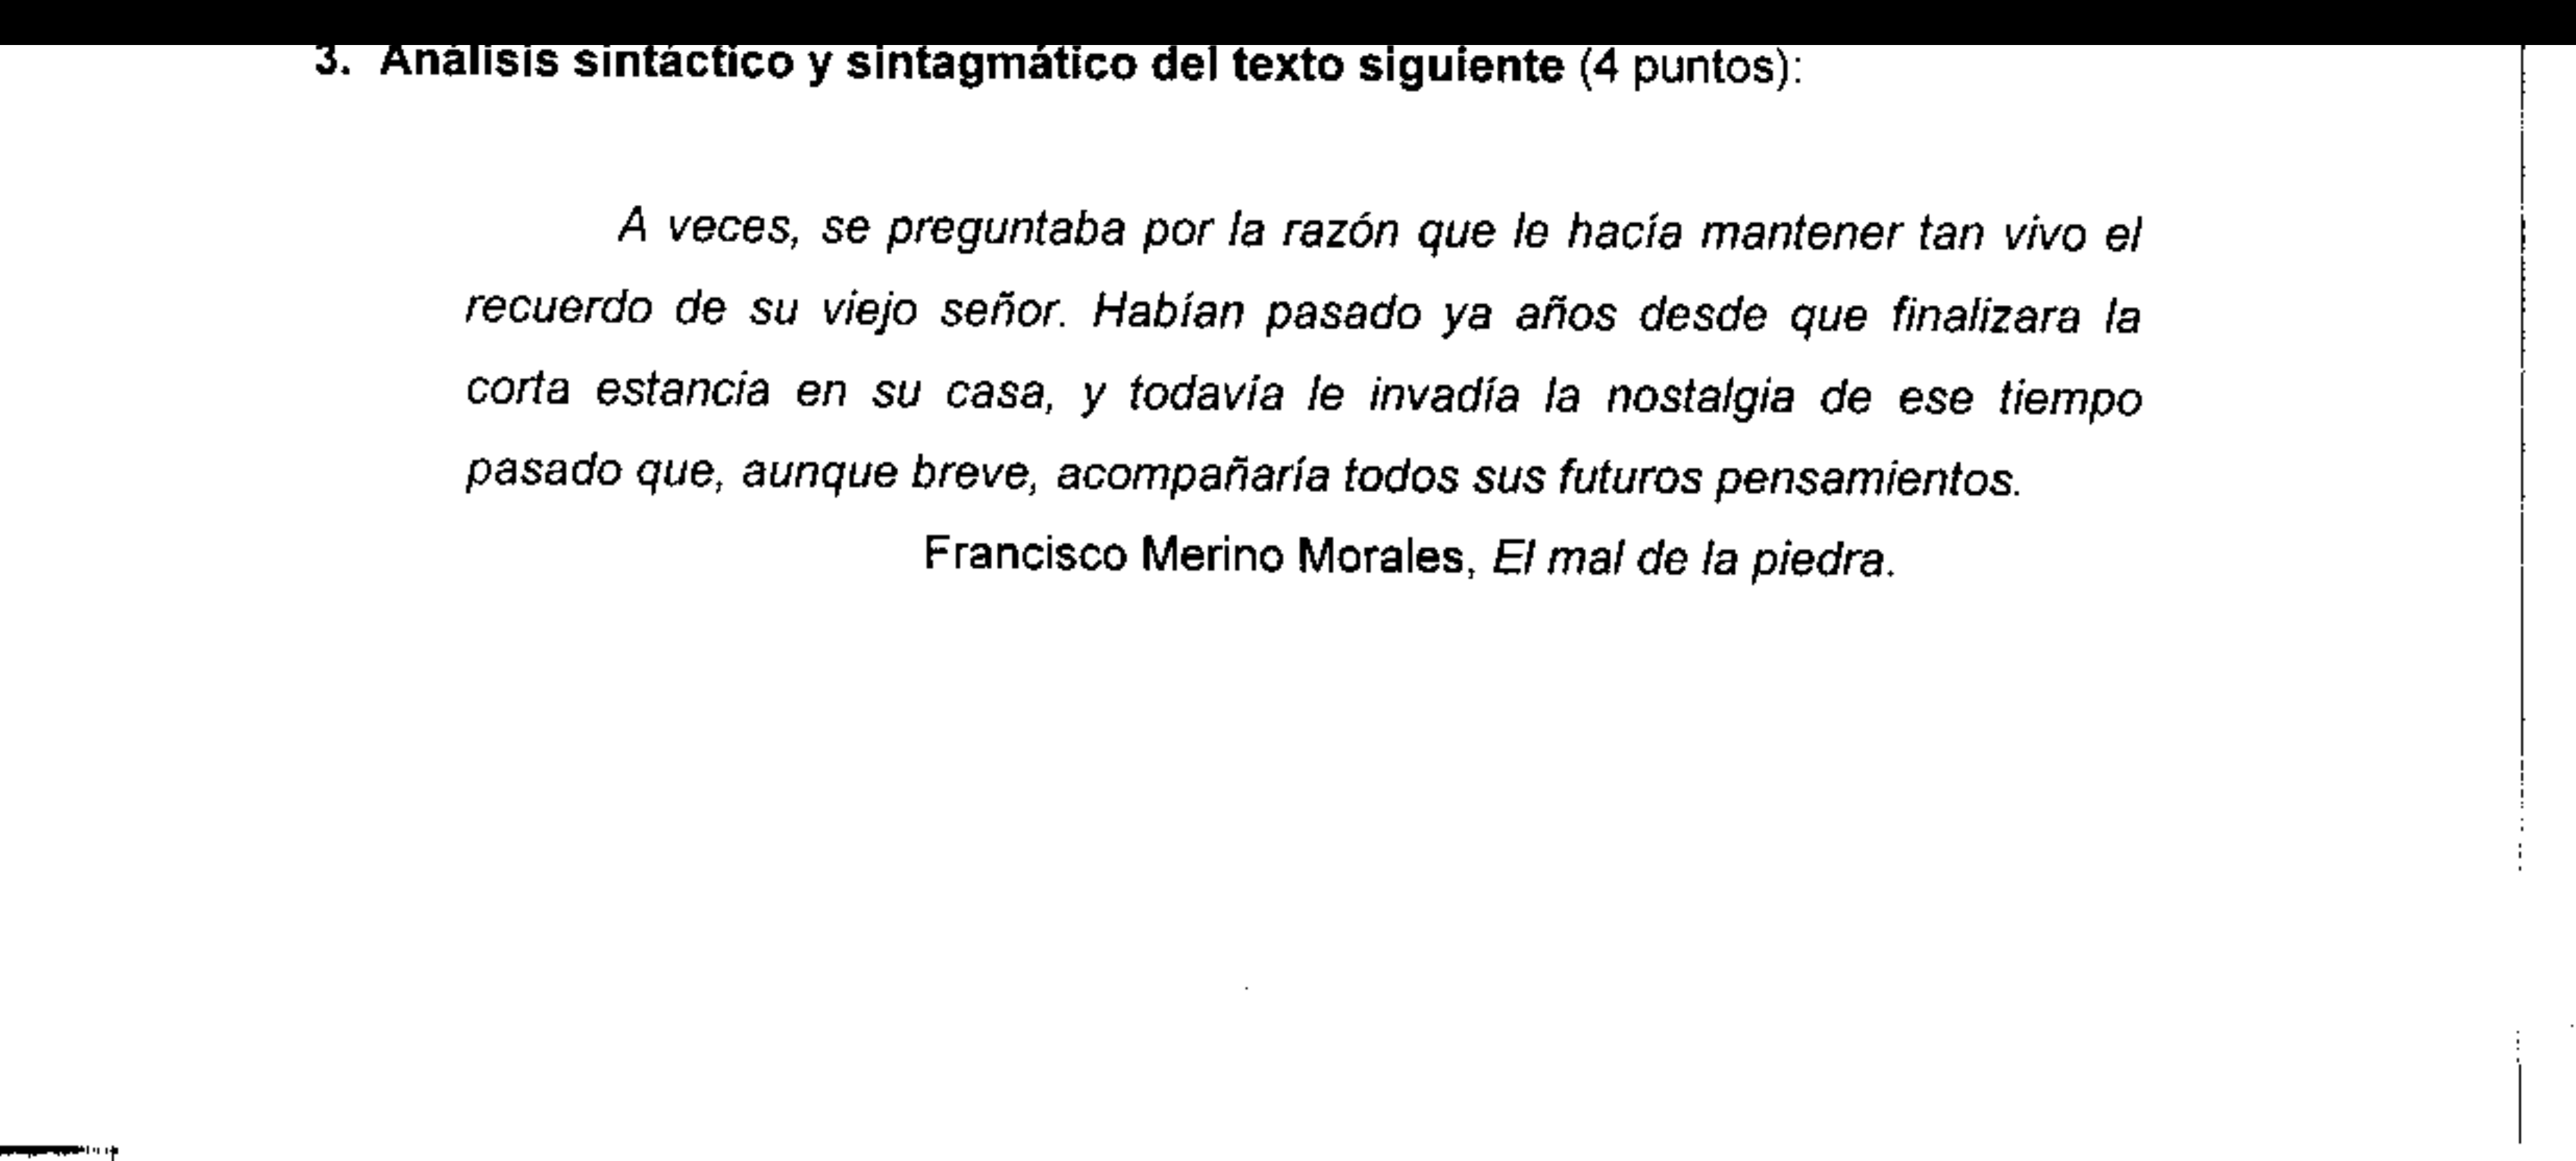 3. Análisis sintáctico y sintagmático del texto siguiente (4 puntos):
A veces, se preguntaba por la razón que le hacía mantener tan vivo el
recuerdo de su viejo señor. Habían pasado ya años desde que finalizara la
corta estancia en su casa, y todavía le invadía la nostalgia de ese tiempo
pasado que, aunque breve, acompañaría todos sus futuros pensamientos.
Francisco Merino Morales, El mal de la piedra.